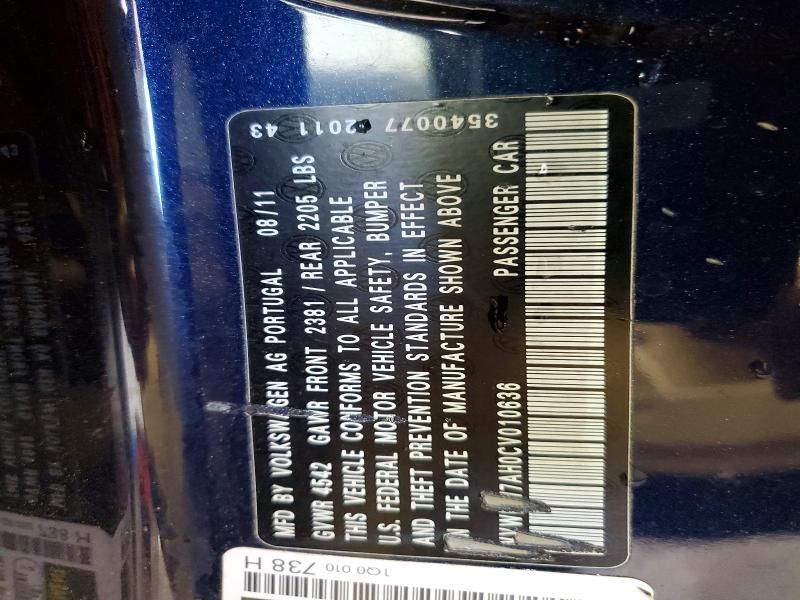 MFD BY VOLKSWAGEN AG PORTUGAL 08/11
GVWR 4542 GAWR FRONT 2381 / REAR 2205 LBS
THIS VEHICLE CONFORMS TO ALL APPLICABLE
U.S. FEDERAL MOTOR VEHICLE SAFETY, BUMPER
AND THEFT PREVENTION STANDARDS IN EFFECT
ON THE DATE OF MANUFACTURE SHOWN ABOVE
PASSENGER CAR
43
2011
3540077
1Q0 010
738 H